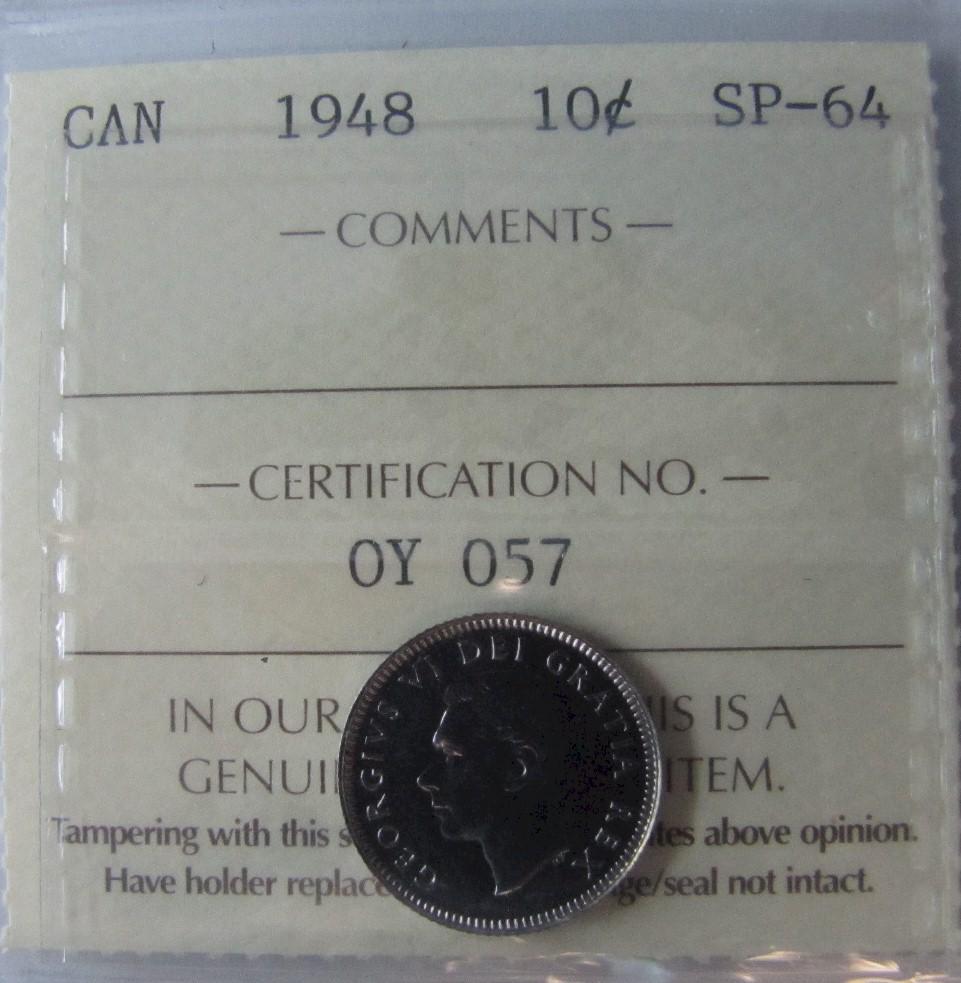 CAN 1948 10¢ SP-64
— COMMENTS —
— CERTIFICATION NO. —
OY 057
IN OUR IS IS A
GENUI ITEM.
Tampering with this s tes above opinion.
Have holder replace ge/seal not intact.
GEORGIVS VI DEI GRATIA REX